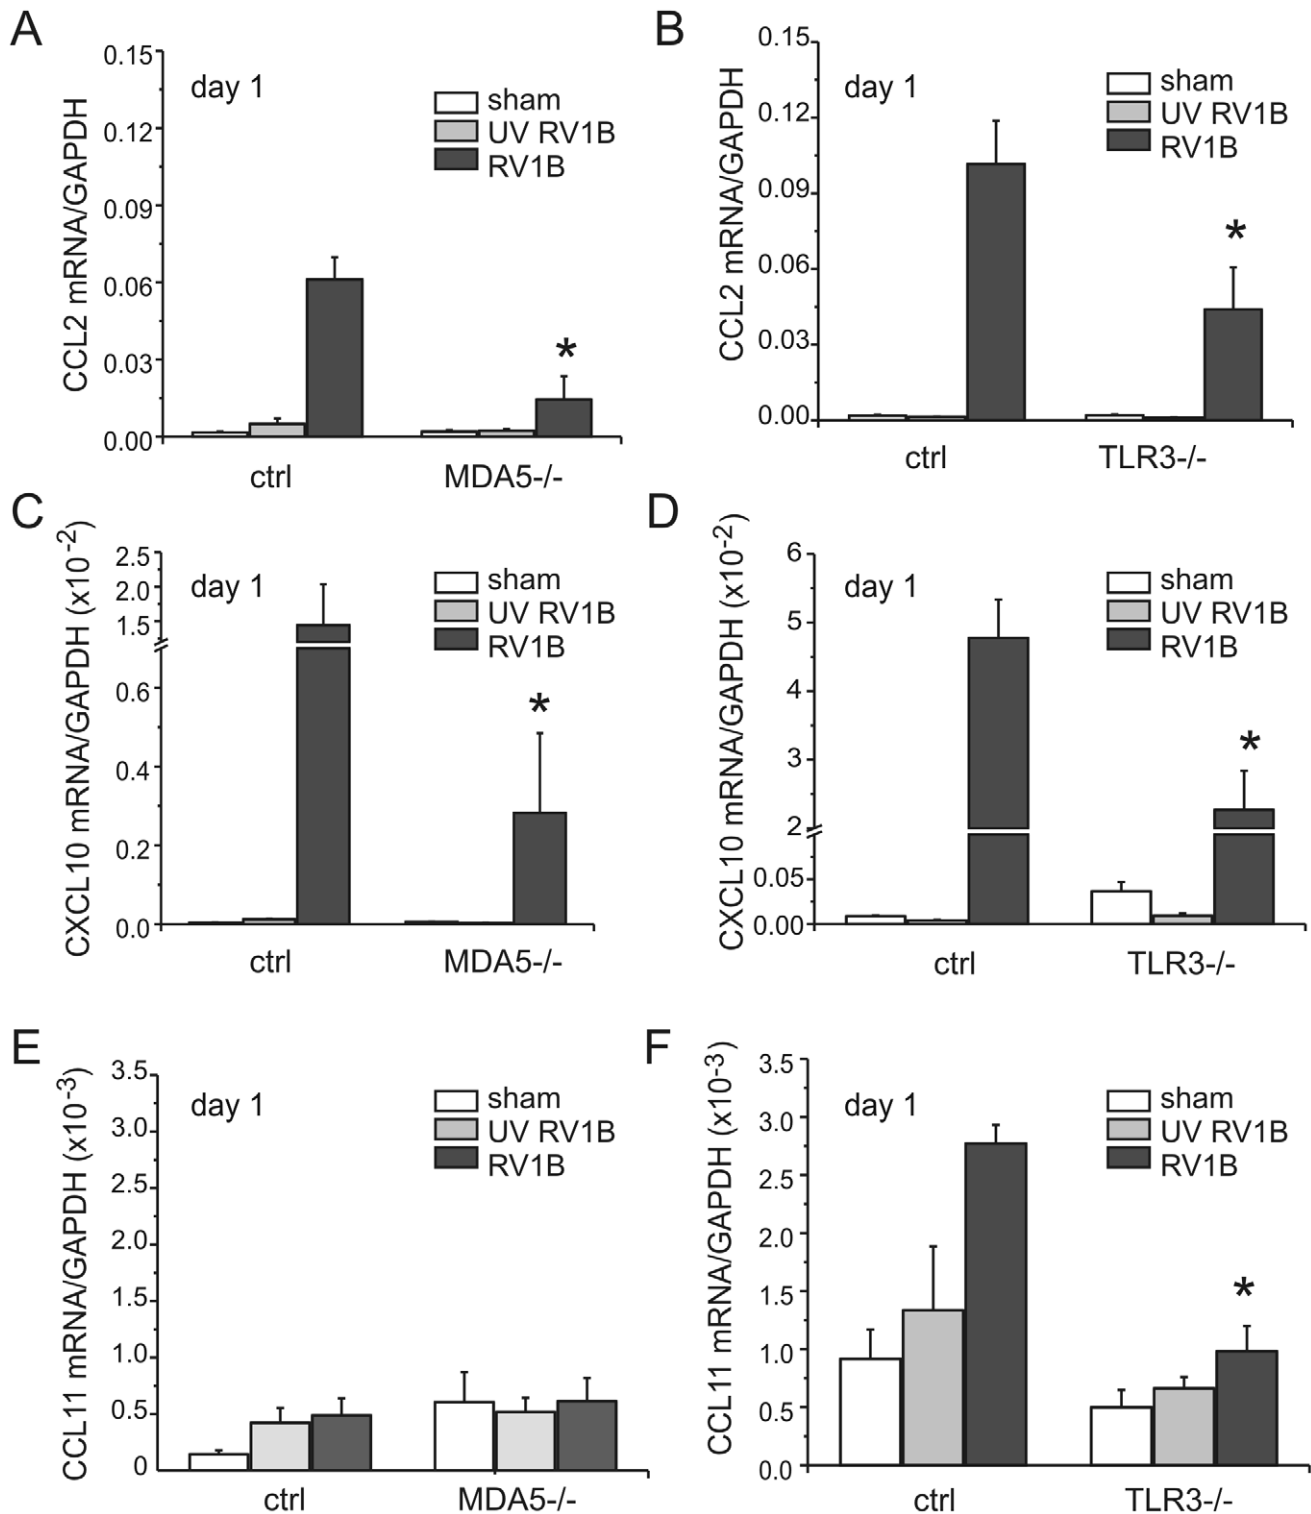 A
CCL2 mRNA/GAPDH
0.15
0.12
0.09
0.06
0.03
0.00
day 1
sham
UV RV1B
RV1B
*
ctrl
MDA5-/-
B
CCL2 mRNA/GAPDH
0.15
0.12
0.09
0.06
0.03
0.00
day 1
sham
UV RV1B
RV1B
*
ctrl
TLR3-/-
C
CXCL10 mRNA/GAPDH (x10-2)
2.5
2.0
1.5
0.6
0.4
0.2
0.0
day 1
sham
UV RV1B
RV1B
*
ctrl
MDA5-/-
D
CXCL10 mRNA/GAPDH (x10-2)
6
5
4
3
2
0.05
0.00
day 1
sham
UV RV1B
RV1B
*
ctrl
TLR3-/-
E
CCL11 mRNA/GAPDH (x10-3)
3.5
3.0
2.5
2.0
1.5
1.0
0.5
0
day 1
sham
UV RV1B
RV1B
ctrl
MDA5-/-
F
CCL11 mRNA/GAPDH (x10-3)
3.5
3.0
2.5
2.0
1.5
1.0
0.5
0.0
day 1
sham
UV RV1B
RV1B
*
ctrl
TLR3-/-